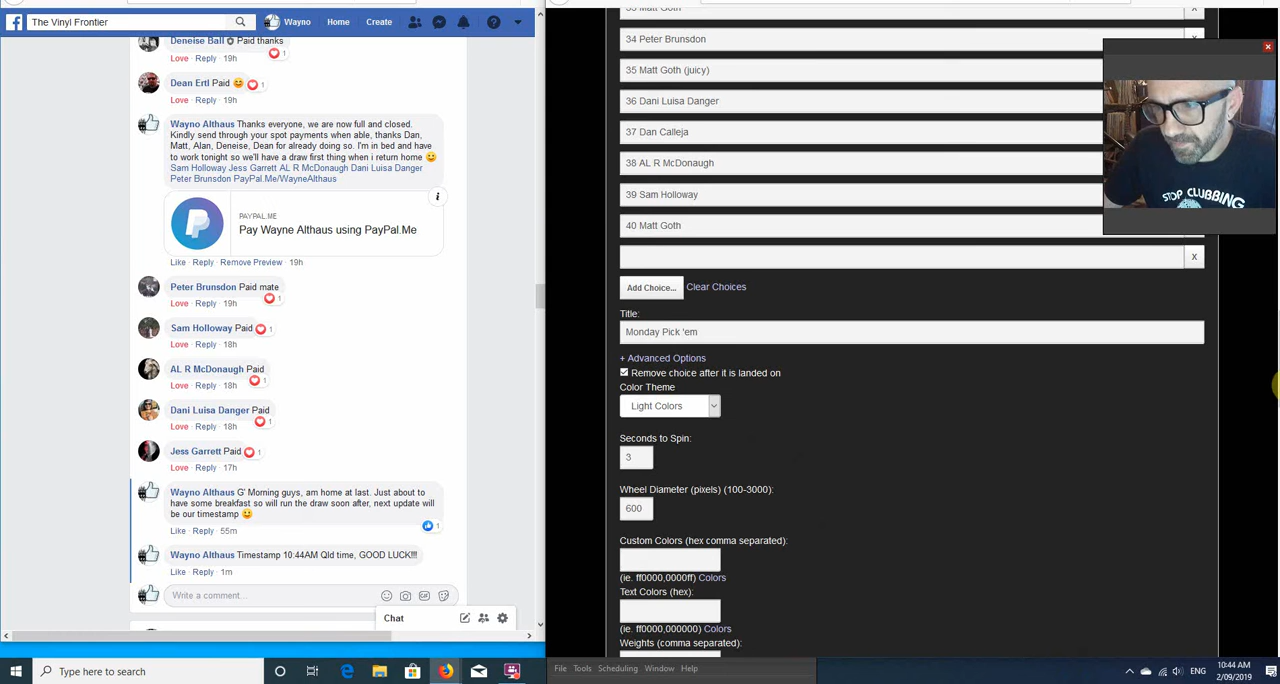 The Vinyl Frontier
Wayno
Home
Create
Deneise Ball Paid thanks
Love · Reply · 19h
1
Dean Ertl Paid
1
Love · Reply · 19h
Wayno Althaus Thanks everyone, we are now full and closed.
Kindly send through your spot payments when able, thanks Dan,
Matt, Alan, Deneise, Dean for already doing so. I'm in bed and have
to work tonight so we'll have a draw first thing when i return home
Sam Holloway Jess Garrett AL R McDonaugh Dani Luisa Danger
Peter Brunsdon PayPal.Me/WayneAlthaus
PAYPAL.ME
Pay Wayne Althaus using PayPal.Me
Like · Reply · Remove Preview · 19h
Peter Brunsdon Paid mate
1
Love · Reply · 19h
Sam Holloway Paid
1
Love · Reply · 18h
AL R McDonaugh Paid
1
Love · Reply · 18h
Dani Luisa Danger Paid
1
Love · Reply · 18h
Jess Garrett Paid
1
Love · Reply · 17h
Wayno Althaus G' Morning guys, am home at last. Just about to
have some breakfast so will run the draw soon after, next update will
be our timestamp
1
Like · Reply · 55m
Wayno Althaus Timestamp 10:44AM Qld time, GOOD LUCK!!!
Like · Reply · 1m
Write a comment...
Chat
33 Matt Goth
34 Peter Brunsdon
35 Matt Goth (juicy)
36 Dani Luisa Danger
37 Dan Calleja
38 AL R McDonaugh
39 Sam Holloway
40 Matt Goth
X
Add Choice...
Clear Choices
Title:
Monday Pick 'em
+ Advanced Options
Remove choice after it is landed on
Color Theme
Light Colors
Seconds to Spin:
3
Wheel Diameter (pixels) (100-3000):
600
Custom Colors (hex comma separated):
(ie. ff0000,0000ff) Colors
Text Colors (hex):
(ie. ff0000,000000) Colors
Weights (comma separated):
STOP CLUBBING
Type here to search
File Tools Scheduling Window Help
ENG
10:44 AM
2/09/2019